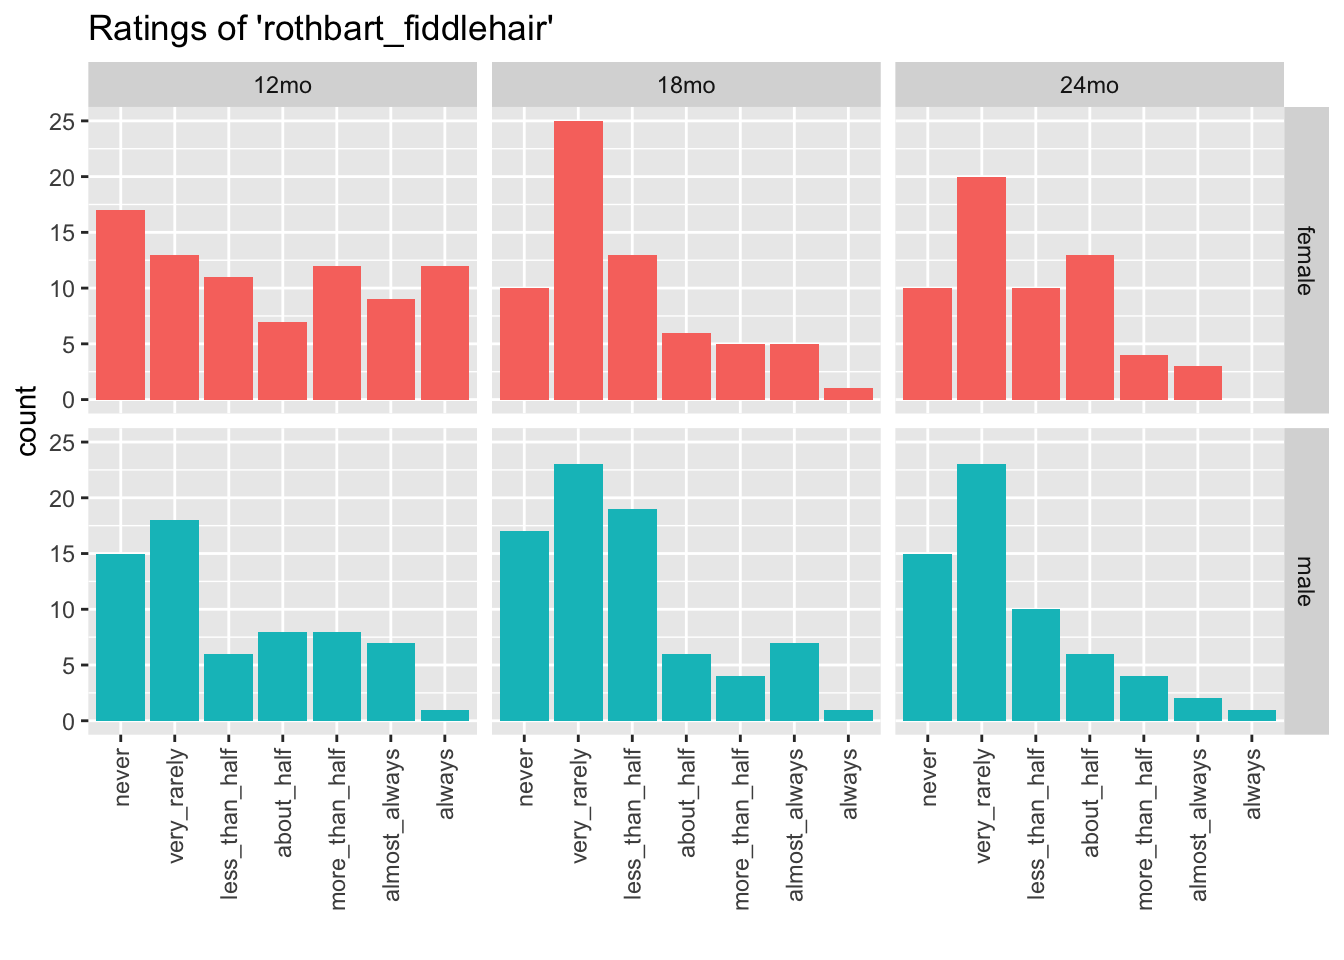 Ratings of 'rothbart_fiddlehair'
12mo
18mo
24mo
25
20
15
10
5
0
female
count
25
20
15
10
5
0
male
never
very_rarely
less_than_half
about_half
more_than_half
almost_always
always
never
very_rarely
less_than_half
about_half
more_than_half
almost_always
always
never
very_rarely
less_than_half
about_half
more_than_half
almost_always
always